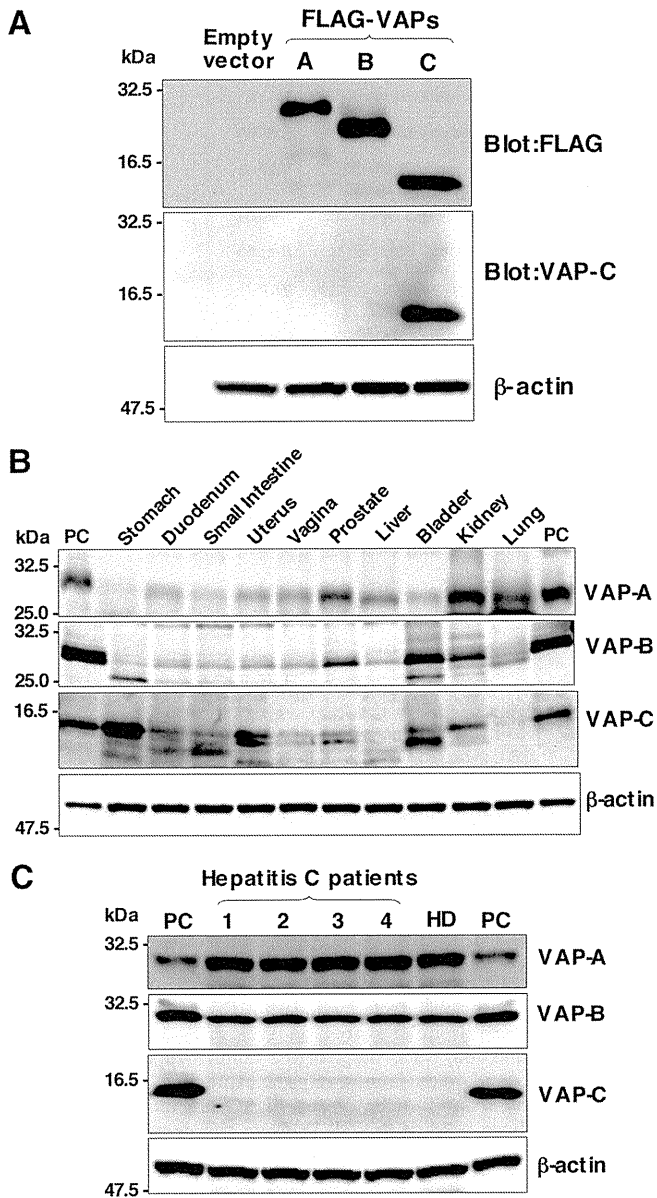 A
FLAG-VAPs
Empty vector
kDa
A B C
32.5 -
16.5 -
Blot:FLAG
32.5 -
16.5 -
Blot:VAP-C
β-actin
47.5 -
B
kDa
PC Stomach Duodenum Small Intestine Uterus Vagina Prostate Liver Bladder Kidney Lung PC
32.5 -
VAP-A
25.0 -
32.5 -
VAP-B
25.0 -
16.5 -
VAP-C
β-actin
47.5 -
C
Hepatitis C patients
kDa
PC 1 2 3 4 HD PC
32.5 -
VAP-A
32.5 -
VAP-B
16.5 -
VAP-C
β-actin
47.5 -